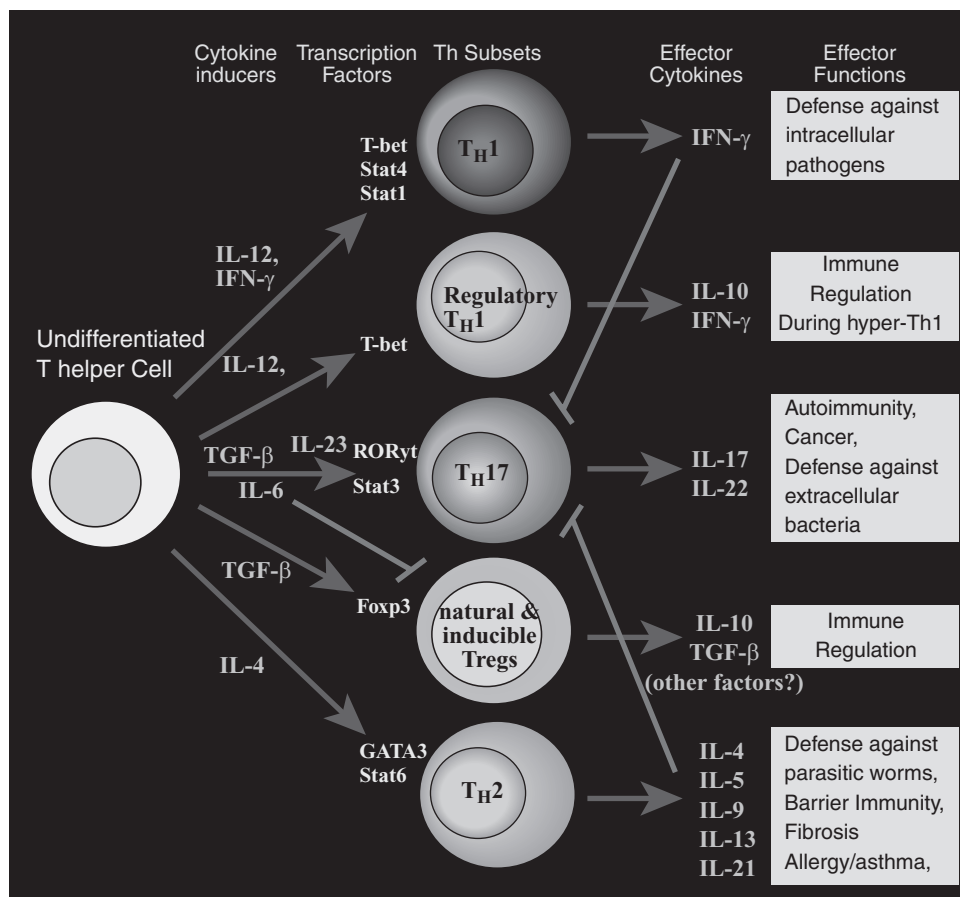 Cytokine
inducers
Transcription
Factors
Th Subsets
Effector
Cytokines
Effector
Functions
T-bet
Stat4
Stat1
TH1
IFN-γ
Defense against
intracellular
pathogens
IL-12,
IFN-γ
Regulatory
TH1
IL-10
IFN-γ
Immune
Regulation
During hyper-Th1
Undifferentiated
T helper Cell
IL-12,
T-bet
TGF-β
IL-23
IL-6
RORyt
Stat3
TH17
IL-17
IL-22
Autoimmunity,
Cancer,
Defense against
extracellular
bacteria
TGF-β
Foxp3
natural &
inducible
Tregs
IL-10
TGF-β
(other factors?)
Immune
Regulation
IL-4
GATA3
Stat6
TH2
IL-4
IL-5
IL-9
IL-13
IL-21
Defense against
parasitic worms,
Barrier Immunity,
Fibrosis
Allergy/asthma,